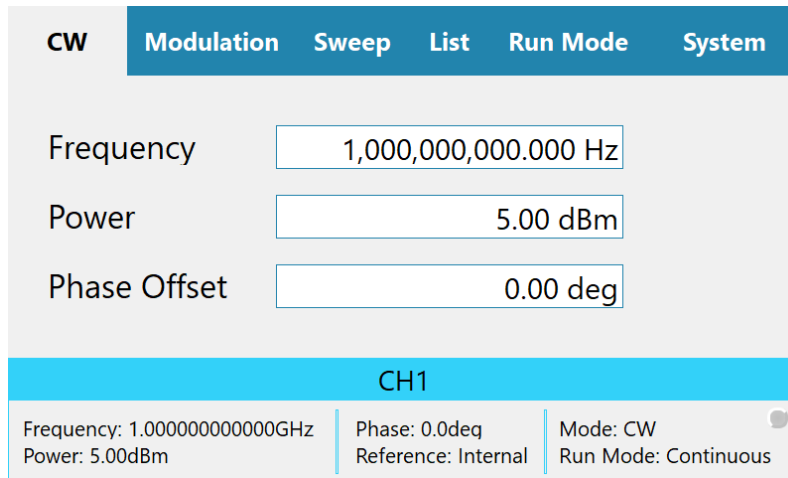 CW Modulation Sweep List Run Mode System
Frequency 1,000,000,000.000 Hz
Power 5.00 dBm
Phase Offset 0.00 deg
CH1
Frequency: 1.000000000000GHz Phase: 0.0deg Mode: CW
Power: 5.00dBm Reference: Internal Run Mode: Continuous